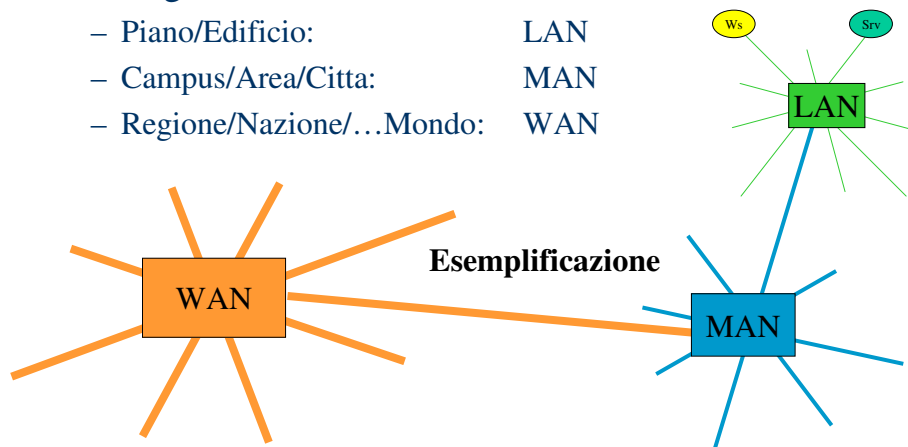 – Piano/Edificio: LAN
– Campus/Area/Citta: MAN
– Regione/Nazione/…Mondo: WAN
Ws Srv
LAN
Esemplificazione
WAN
MAN